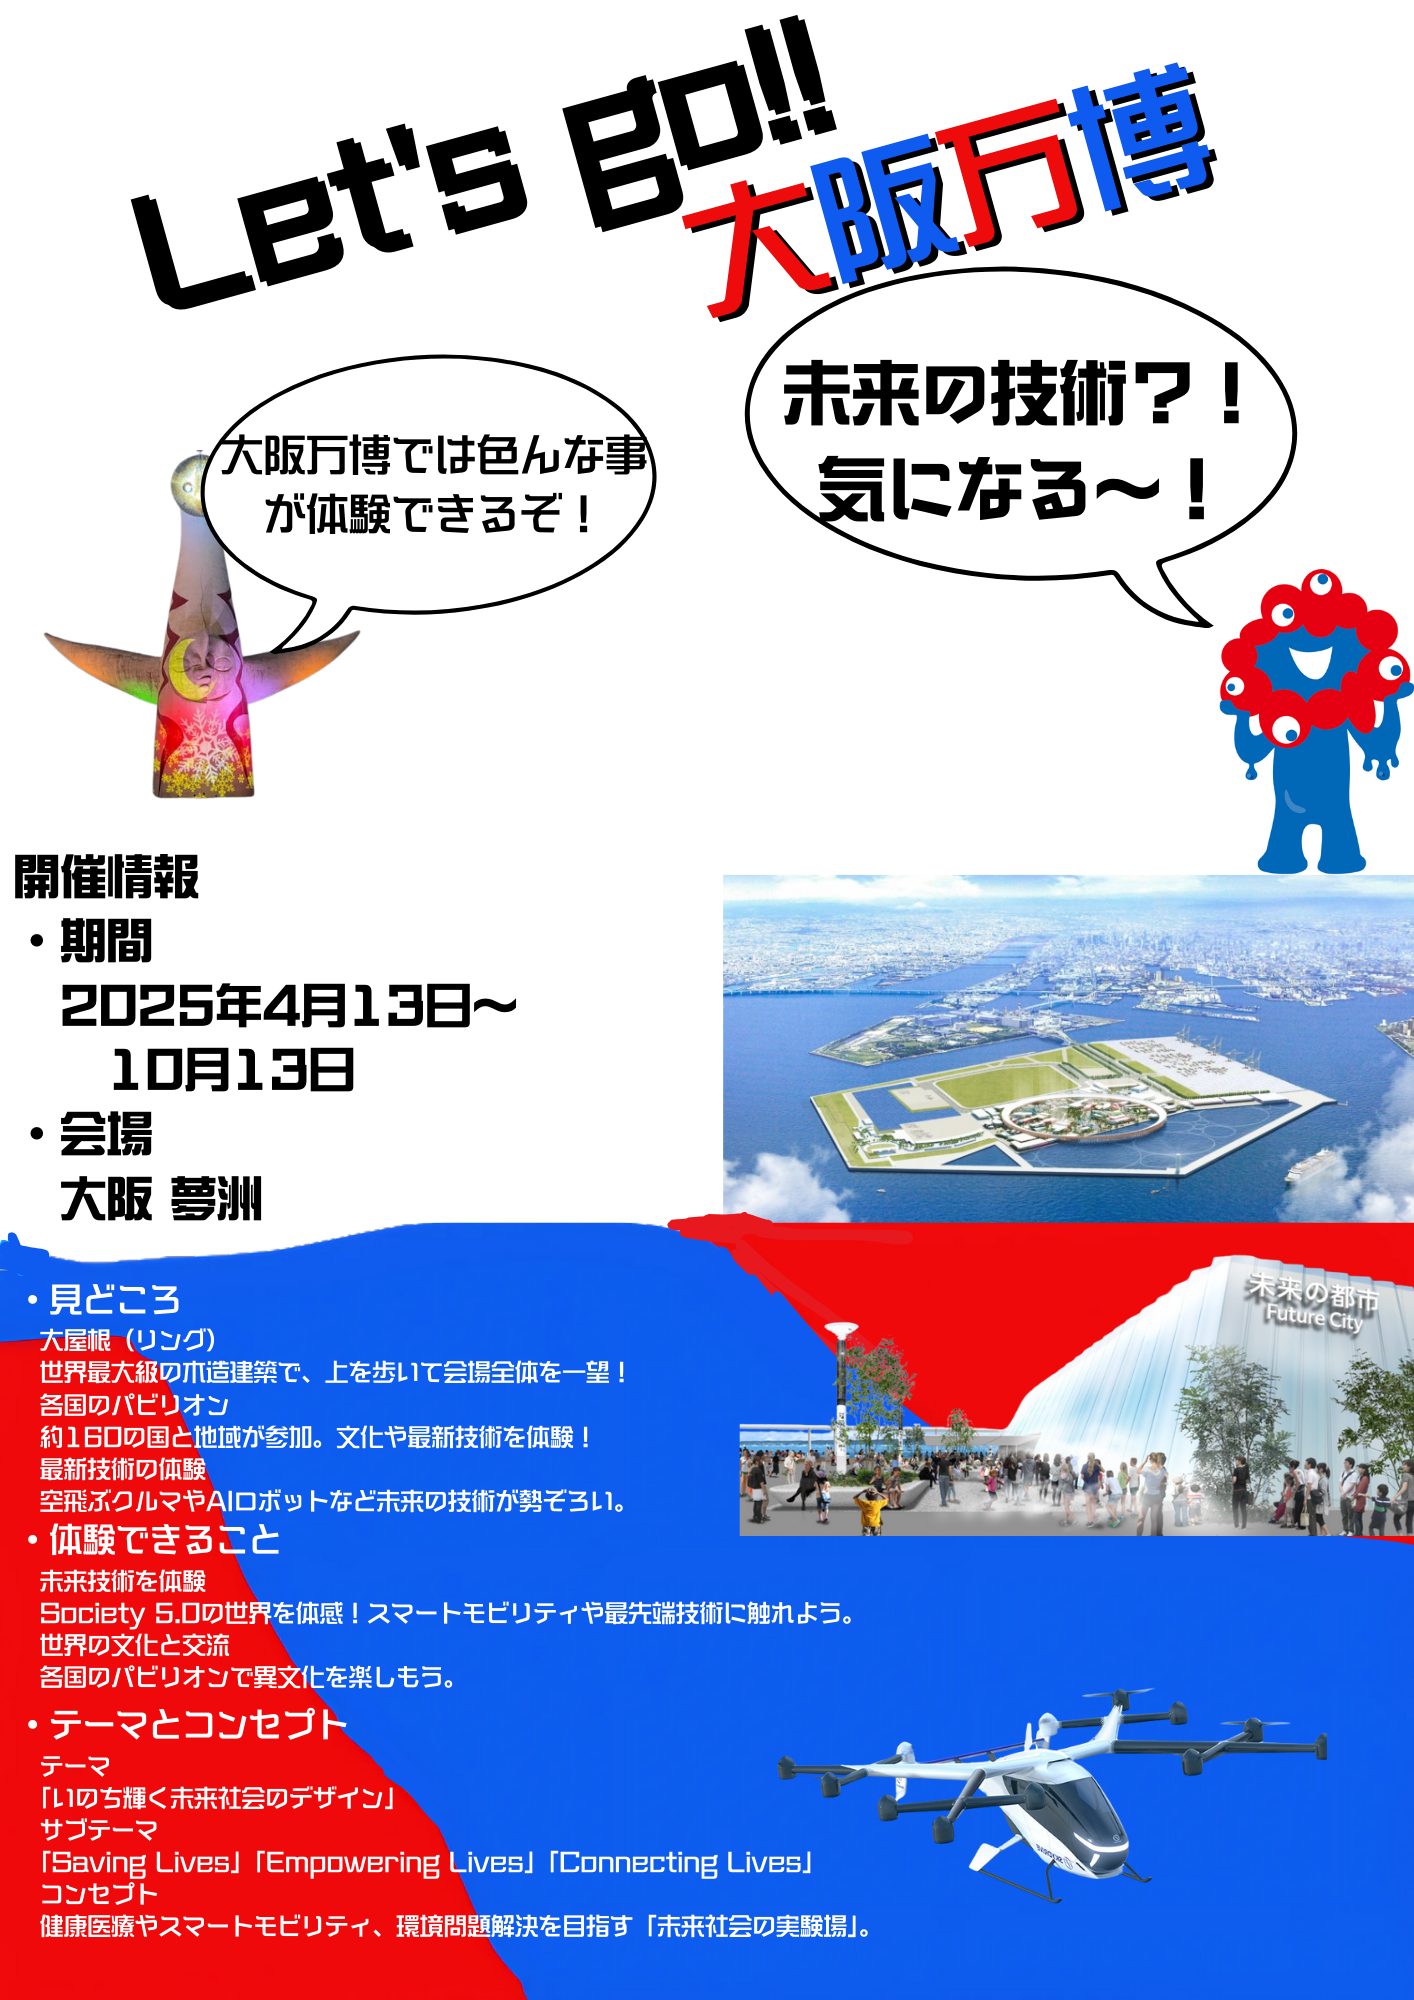 Let's go!!
大阪万博
大阪万博では色んな事
が体験できるぞ！
未来の技術？！
気になる～！
開催情報
・期間
2025年4月13日～
10月13日
・会場
大阪 夢洲
未来の都市
Future City
・見どころ
大屋根（リング）
世界最大級の木造建築で、上を歩いて会場全体を一望！
各国のパビリオン
約160の国と地域が参加。文化や最新技術を体験！
最新技術の体験
空飛ぶクルマやAIロボットなど未来の技術が勢ぞろい。
・体験できること
未来技術を体験
Society 5.0の世界を体感！スマートモビリティや最先端技術に触れよう。
世界の文化と交流
各国のパビリオンで異文化を楽しもう。
・テーマとコンセプト
テーマ
「いのち輝く未来社会のデザイン」
サブテーマ
「Saving Lives」「Empowering Lives」「Connecting Lives」
コンセプト
健康医療やスマートモビリティ、環境問題解決を目指す「未来社会の実験場」。